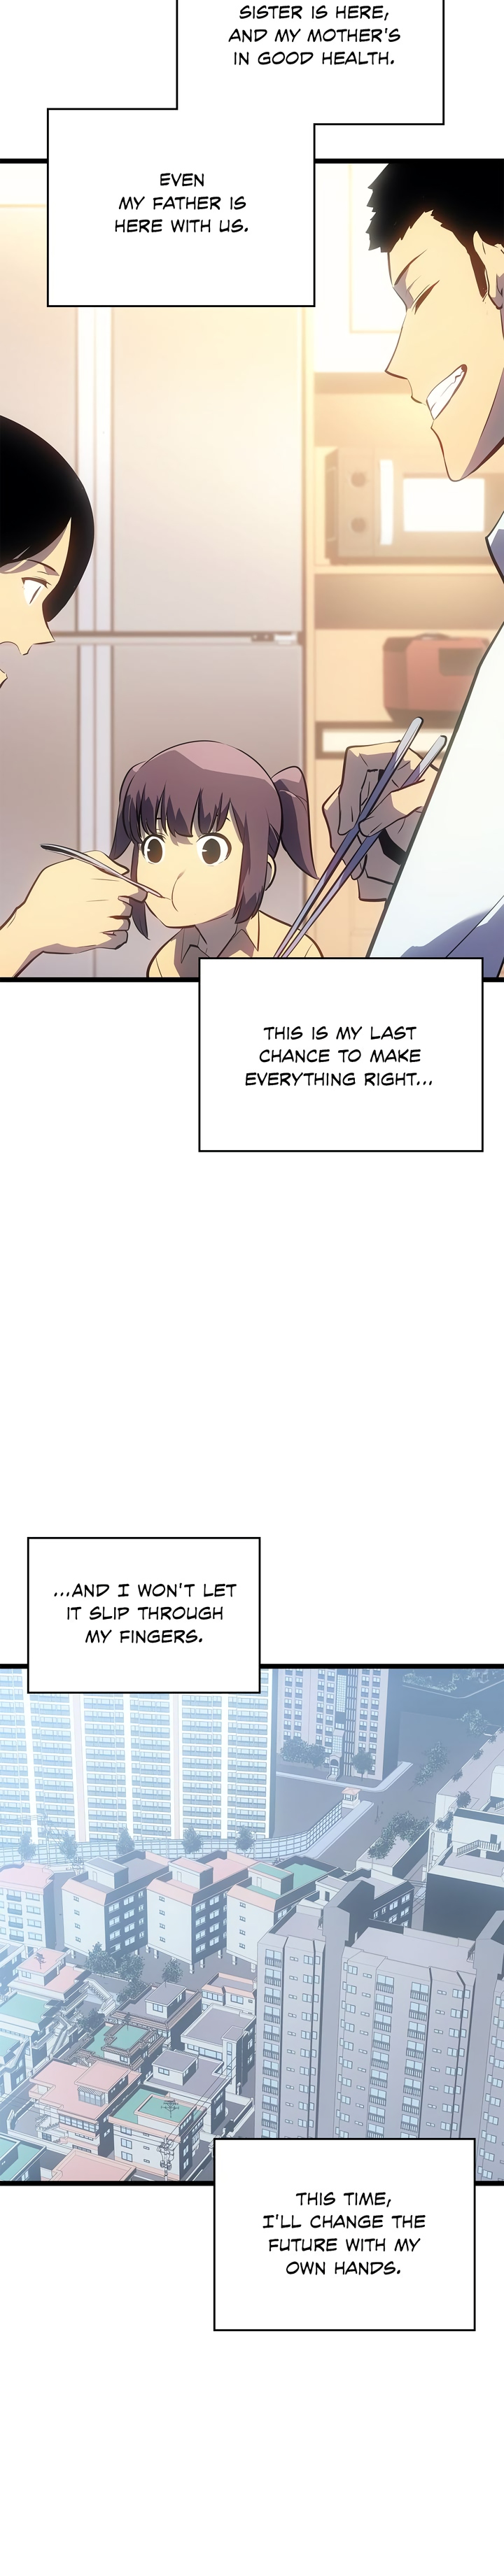 SISTER IS HERE,
AND MY MOTHER'S
IN GOOD HEALTH.
EVEN
MY FATHER IS
HERE WITH US.
THIS IS MY LAST
CHANCE TO MAKE
EVERYTHING RIGHT...
...AND I WON'T LET
IT SLIP THROUGH
MY FINGERS.
THIS TIME,
I'LL CHANGE THE
FUTURE WITH MY
OWN HANDS.